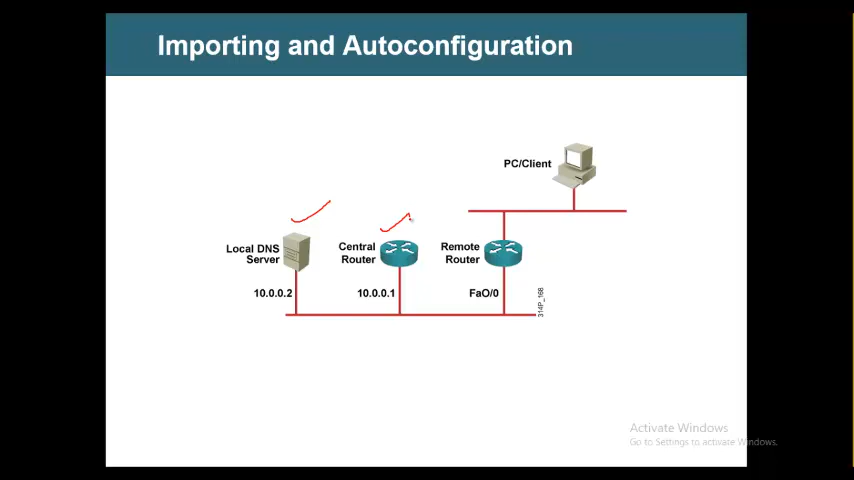 Importing and Autoconfiguration
PC/Client
Local DNS
Server
Central
Router
Remote
Router
10.0.0.2
10.0.0.1
FaO/0
314P_168
Activate Windows
Go to Settings to activate Windows.